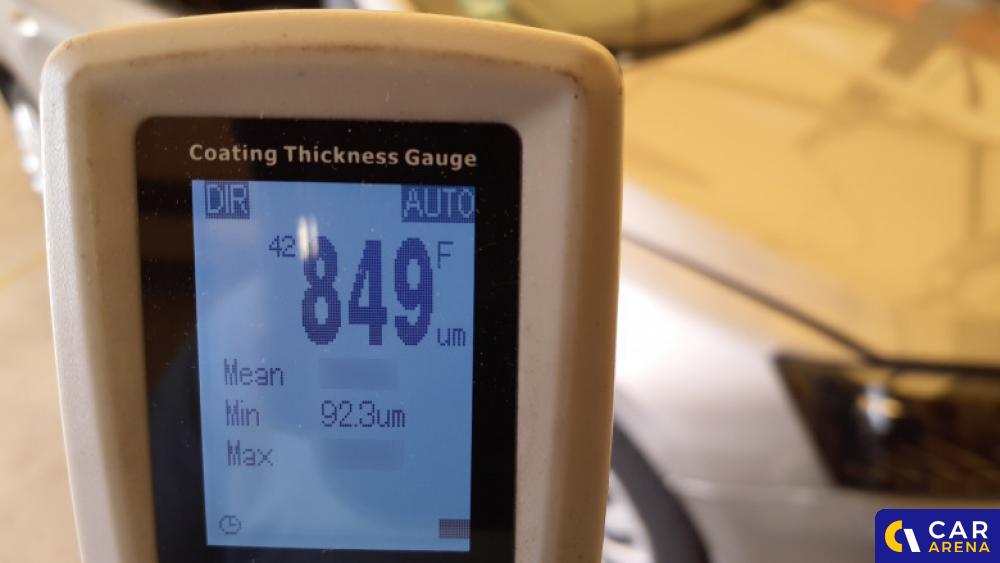 Coating Thickness Gauge
DIR AUTO
42 849 F
um
Mean
Min 92.3um
Max
CAR
ARENA